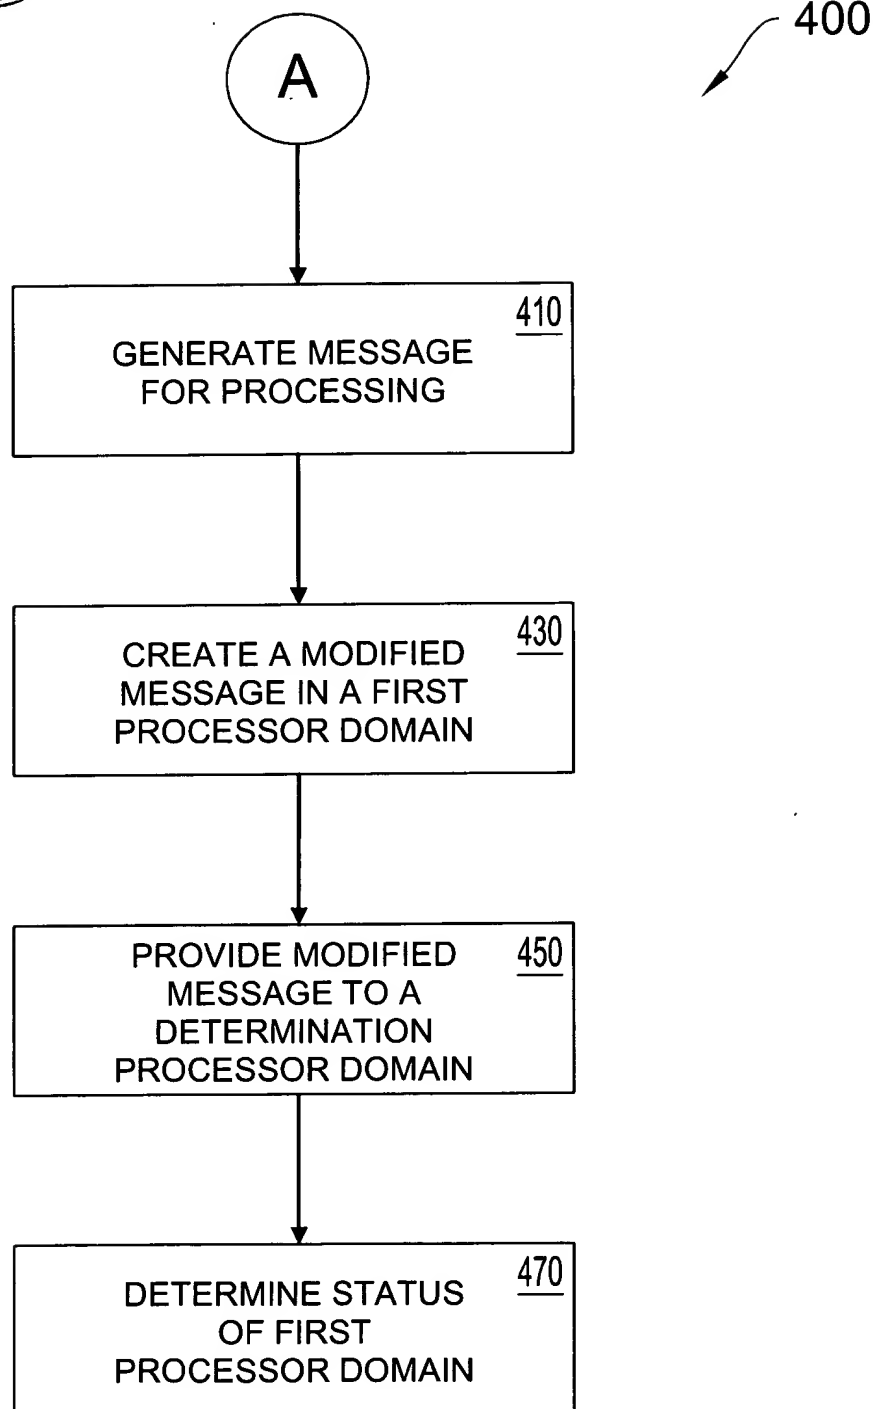 400
A
410
GENERATE MESSAGE
FOR PROCESSING
430
CREATE A MODIFIED
MESSAGE IN A FIRST
PROCESSOR DOMAIN
450
PROVIDE MODIFIED
MESSAGE TO A
DETERMINATION
PROCESSOR DOMAIN
470
DETERMINE STATUS
OF FIRST
PROCESSOR DOMAIN